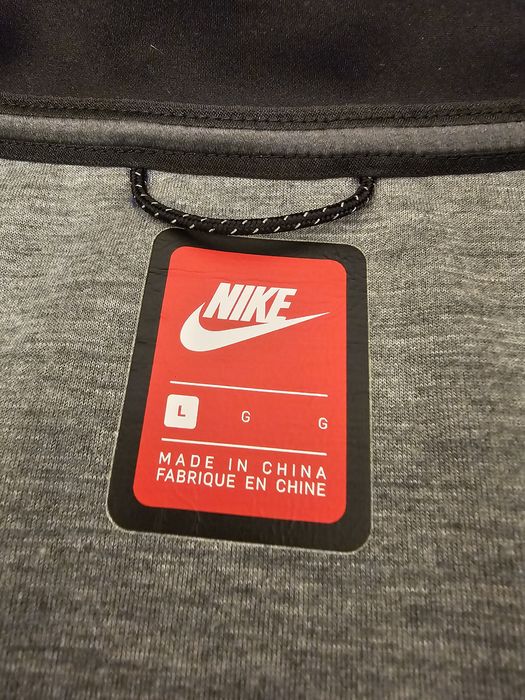 NIKE
L G G
MADE IN CHINA
FABRIQUE EN CHINE